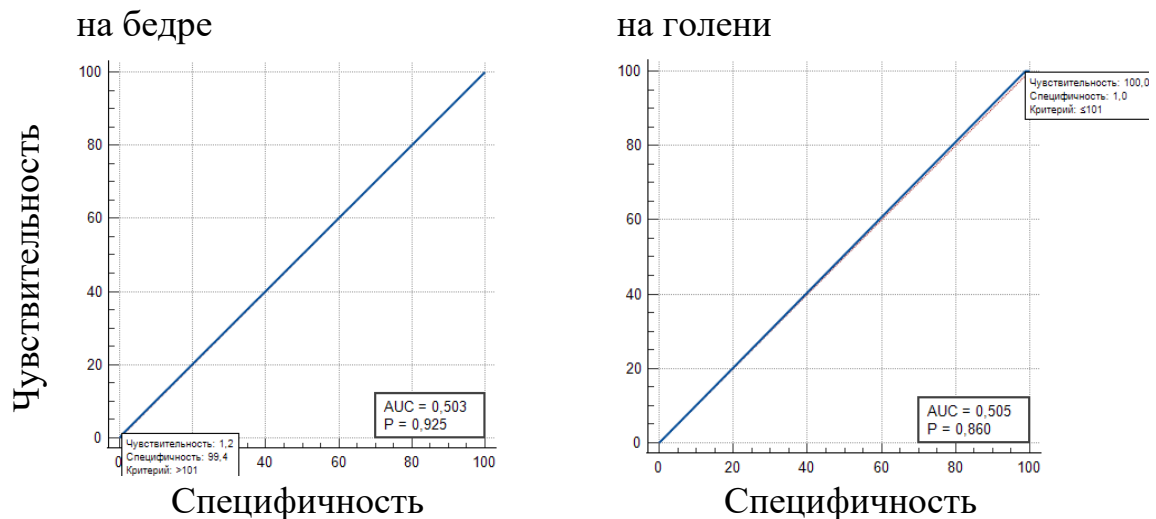 на бедре
на голени
Чувствительность
100
80
60
40
20
0
AUC = 0,503
P = 0,925
Чувствительность: 1,2
Специфичность: 99,4
Критерий: >101
0
40
60
80
100
Специфичность
100
80
60
40
20
0
Чувствительность: 100,0
Специфичность: 1,0
Критерий: ≤101
AUC = 0,505
P = 0,860
0
20
40
60
80
100
Специфичность